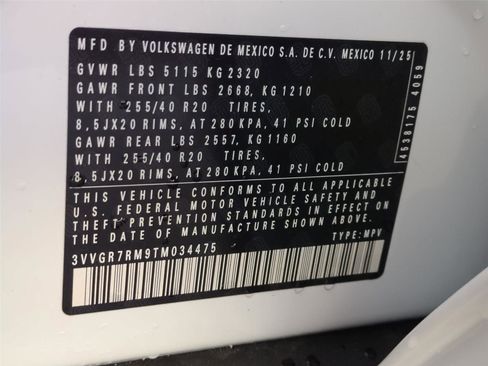 MFD BY VOLKSWAGEN DE MEXICO S.A. DE C.V. MEXICO 11/25
GVWR LBS 5115 KG 2320
GAWR FRONT LBS 2668, KG 1210
WITH 255/40 R20 TIRES,
8,5JX20 RIMS, AT 280 KPA, 41 PSI COLD
GAWR REAR LBS 2557, KG 1160
WITH 255/40 R20 TIRES,
8,5JX20 RIMS, AT 280 KPA, 41 PSI COLD
THIS VEHICLE CONFORMS TO ALL APPLICABLE
U.S. FEDERAL MOTOR VEHICLE SAFETY AND
THEFT PREVENTION STANDARDS IN EFFECT ON
THE DATE OF MANUFACTURE SHOWN ABOVE.
3VVGR7RM9TM034475 TYPE: MPV
4538175 4059